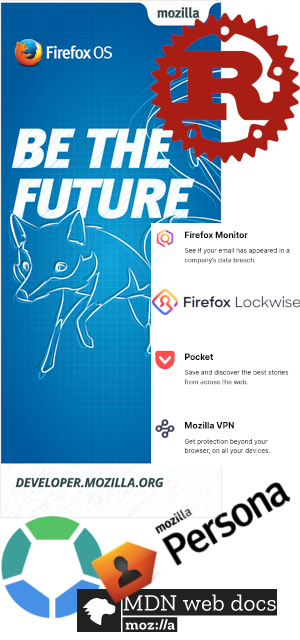 mozilla
Firefox OS
R
BE THE
FUTURE
Firefox Monitor
See if your email has appeared in a
company's data breach.
Firefox Lockwise
Pocket
Save and discover the best stories
from across the web.
Mozilla VPN
Get protection beyond your
browser, on all your devices.
DEVELOPER.MOZILLA.ORG
mozilla
Persona
MDN web docs
moz://a